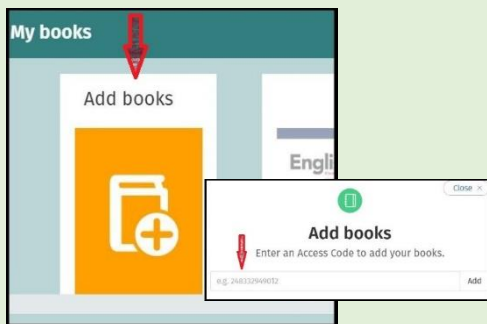 My books
Add books
Engli
Close ×
Add books
Enter an Access Code to add your books.
e.g. 248332949012
Add